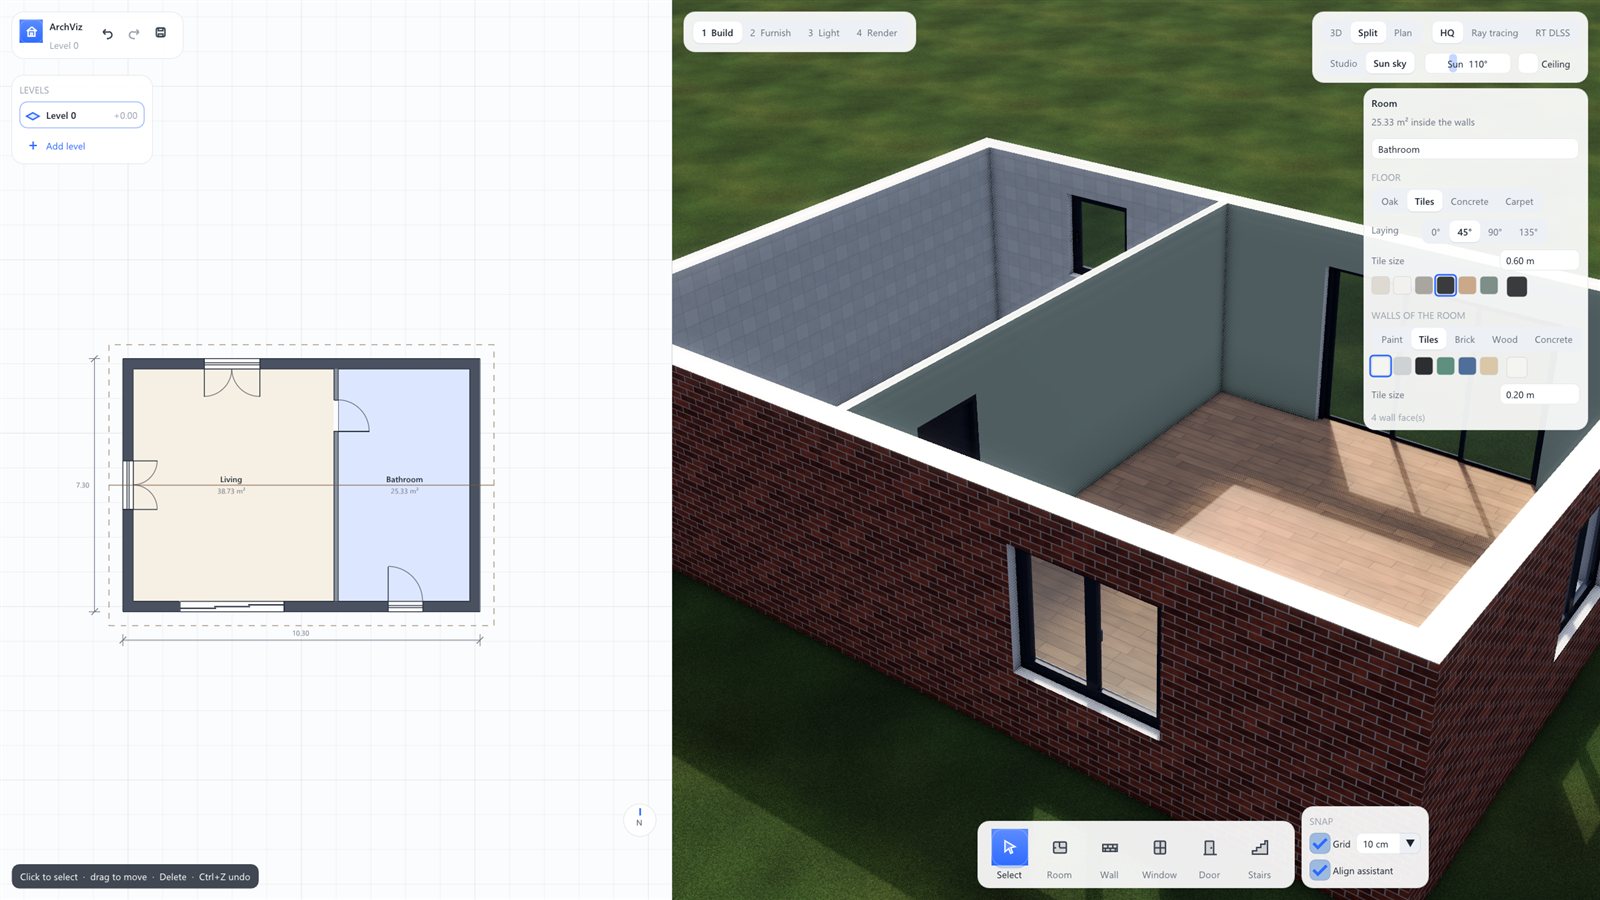 ArchViz
Level 0
LEVELS
Level 0 +0.00
+ Add level
7.30
Living
38.73 m²
Bathroom
25.33 m²
10.30
N
Click to select · drag to move · Delete · Ctrl+Z undo
1 Build 2 Furnish 3 Light 4 Render
3D Split Plan HQ Ray tracing RT DLSS
Studio Sun sky Sun 110° Ceiling
Room
25.33 m² inside the walls
Bathroom
FLOOR
Oak Tiles Concrete Carpet
Laying 0° 45° 90° 135°
Tile size 0.60 m
WALLS OF THE ROOM
Paint Tiles Brick Wood Concrete
Tile size 0.20 m
4 wall face(s)
Select Room Wall Window Door Stairs
SNAP
Grid 10 cm
Align assistant